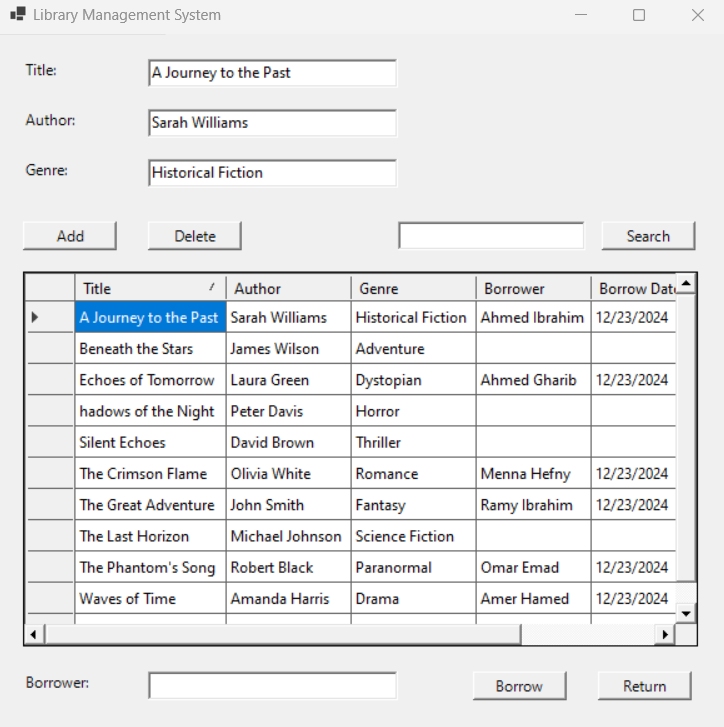 Library Management System
Title: A Journey to the Past
Author: Sarah Williams
Genre: Historical Fiction
Add Delete Search
Title Author Genre Borrower Borrow Date
A Journey to the Past Sarah Williams Historical Fiction Ahmed Ibrahim 12/23/2024
Beneath the Stars James Wilson Adventure
Echoes of Tomorrow Laura Green Dystopian Ahmed Gharib 12/23/2024
hadows of the Night Peter Davis Horror
Silent Echoes David Brown Thriller
The Crimson Flame Olivia White Romance Menna Hefny 12/23/2024
The Great Adventure John Smith Fantasy Ramy Ibrahim 12/23/2024
The Last Horizon Michael Johnson Science Fiction
The Phantom's Song Robert Black Paranormal Omar Emad 12/23/2024
Waves of Time Amanda Harris Drama Amer Hamed 12/23/2024
Borrower: Borrow Return